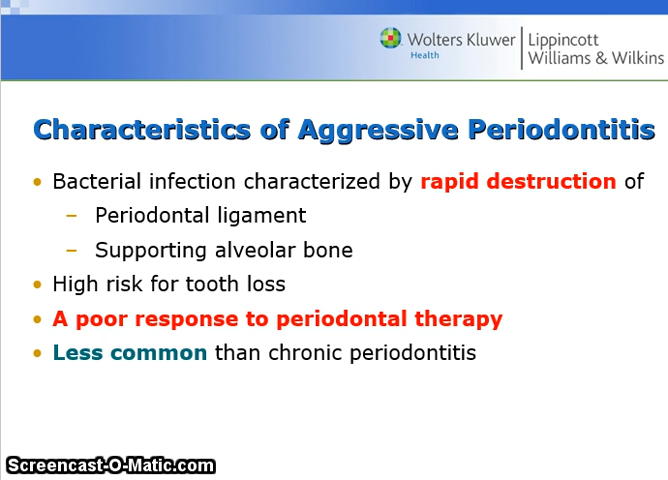 Wolters Kluwer
Health
Lippincott
Williams & Wilkins
Characteristics of Aggressive Periodontitis
• Bacterial infection characterized by rapid destruction of
– Periodontal ligament
– Supporting alveolar bone
• High risk for tooth loss
• A poor response to periodontal therapy
• Less common than chronic periodontitis
Screencast-O-Matic.com